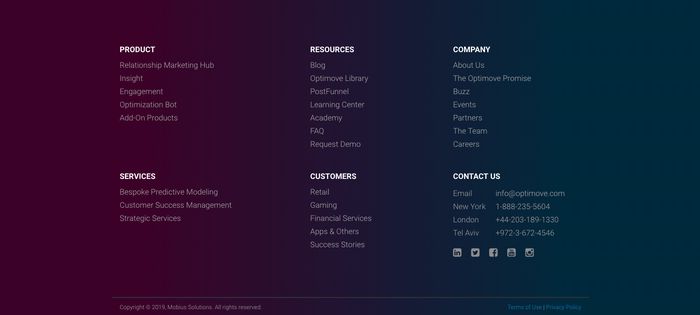 PRODUCT
Relationship Marketing Hub
Insight
Engagement
Optimization Bot
Add-On Products
RESOURCES
Blog
Optimove Library
PostFunnel
Learning Center
Academy
FAQ
Request Demo
COMPANY
About Us
The Optimove Promise
Buzz
Events
Partners
The Team
Careers
SERVICES
Bespoke Predictive Modeling
Customer Success Management
Strategic Services
CUSTOMERS
Retail
Gaming
Financial Services
Apps & Others
Success Stories
CONTACT US
Email info@optimove.com
New York 1-888-235-5604
London +44-203-189-1330
Tel Aviv +972-3-672-4546
Copyright © 2019, Mobius Solutions. All rights reserved.
Terms of Use | Privacy Policy